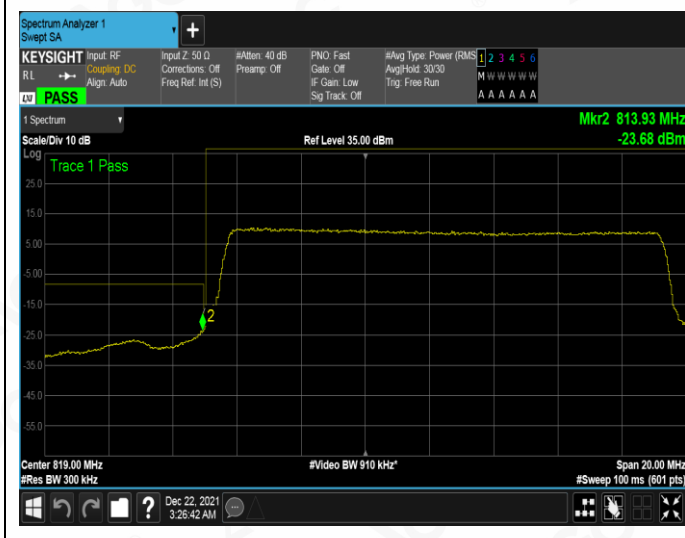 Spectrum Analyzer 1
Swept SA
+
KEYSIGHT
RL
LXI PASS
Input: RF
Coupling: DC
Align: Auto
Input Z: 50 Ω
Corrections: Off
Freq Ref: Int (S)
#Atten: 40 dB
Preamp: Off
PNO: Fast
Gate: Off
IF Gain: Low
Sig Track: Off
#Avg Type: Power (RMS
Avg|Hold: 30/30
Trig: Free Run
1 2 3 4 5 6
M W W W W W
A A A A A A
1 Spectrum
Mkr2 813.93 MHz
Scale/Div 10 dB
Ref Level 35.00 dBm
-23.68 dBm
Log
Trace 1 Pass
25.0
15.0
5.00
-5.00
-15.0
2
-25.0
-35.0
-45.0
-55.0
Center 819.00 MHz
#Video BW 910 kHz*
Span 20.00 MHz
#Res BW 300 kHz
#Sweep 100 ms (601 pts)
?
Dec 22, 2021
3:26:42 AM